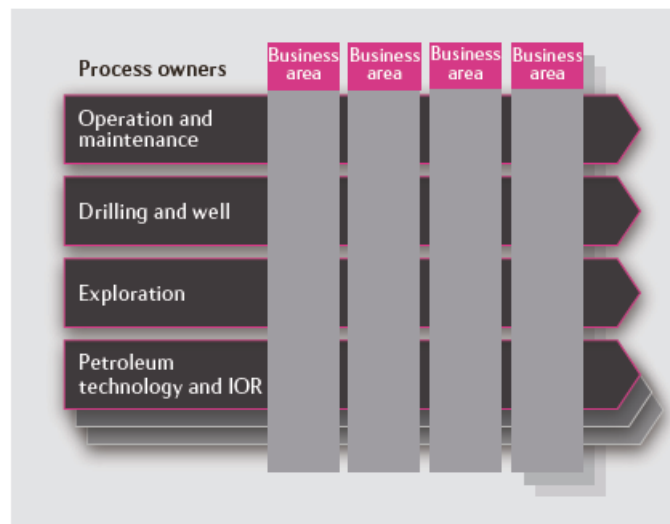 Process owners
Business
area
Business
area
Business
area
Business
area
Operation and
maintenance
Drilling and well
Exploration
Petroleum
technology and IOR